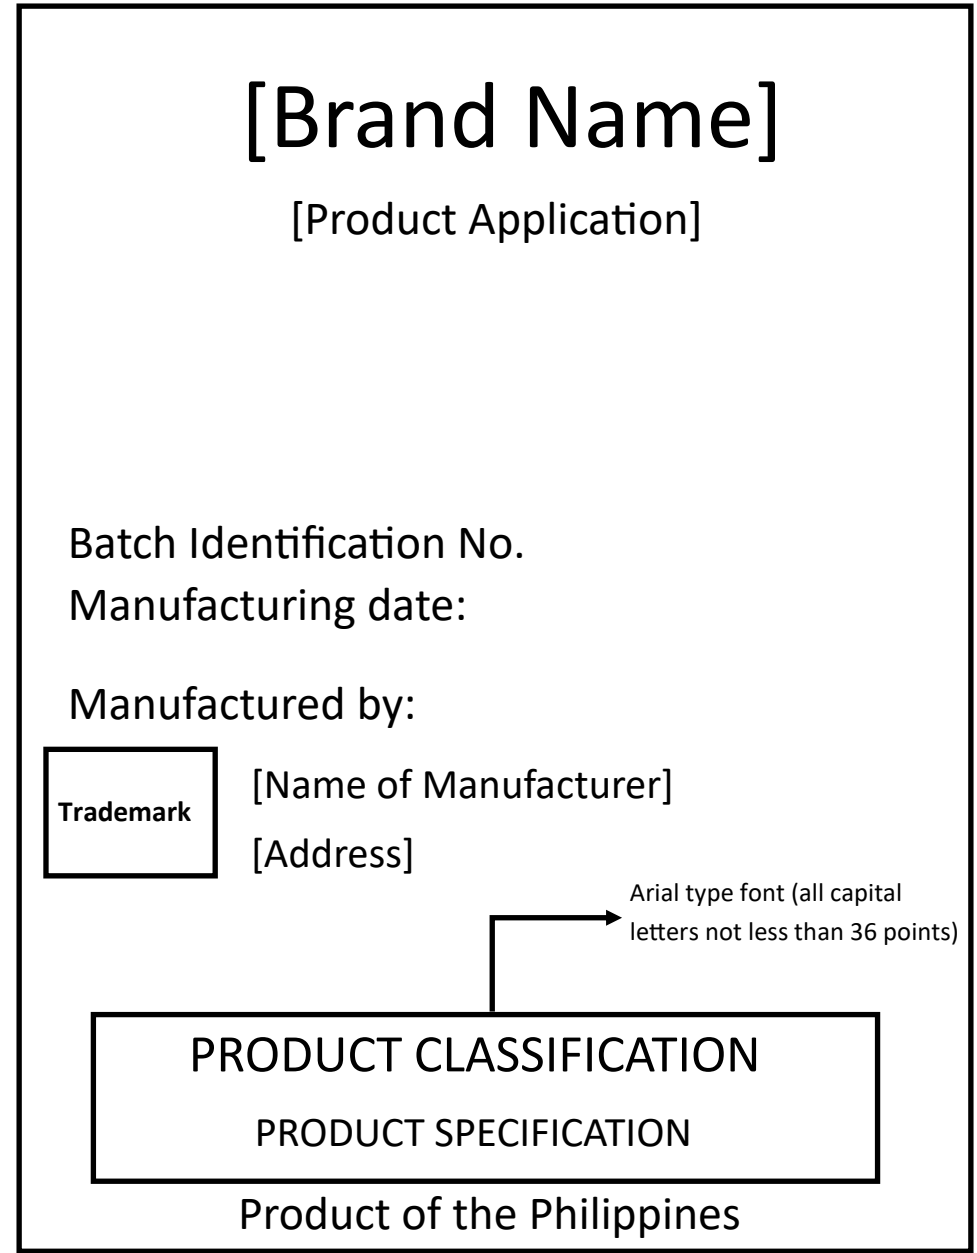 [Brand Name]
[Product Application]
Batch Identification No.
Manufacturing date:
Manufactured by:
Trademark
[Name of Manufacturer]
[Address]
Arial type font (all capital
letters not less than 36 points)
PRODUCT CLASSIFICATION
PRODUCT SPECIFICATION
Product of the Philippines